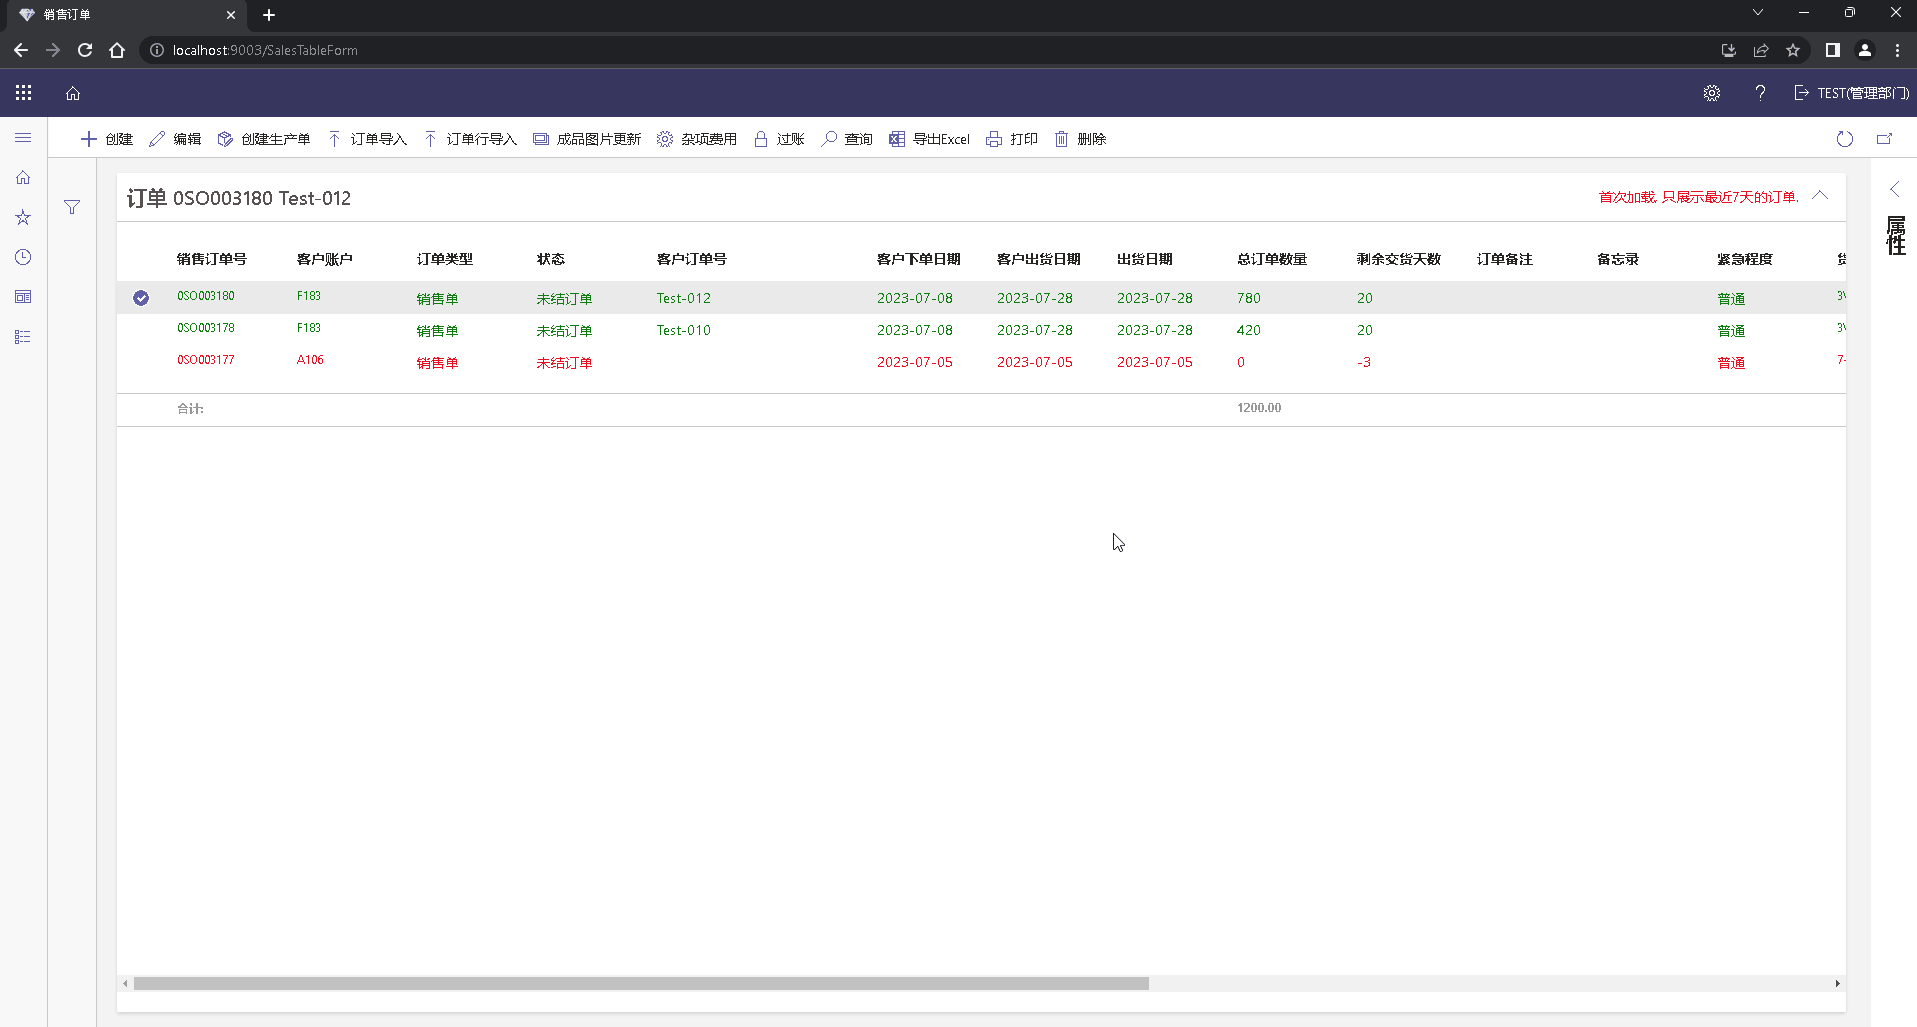 销售订单
localhost:9003/SalesTableForm
TEST(管理部门)
创建 编辑 创建生产单 订单导入 订单行导入 成品图片更新 杂项费用 过账 查询 导出Excel 打印 删除
订单 0SO003180 Test-012 首次加载, 只展示最近7天的订单.
属性
销售订单号 客户账户 订单类型 状态 客户订单号 客户下单日期 客户出货日期 出货日期 总订单数量 剩余交货天数 订单备注 备忘录 紧急程度
0SO003180 F183 销售单 未结订单 Test-012 2023-07-08 2023-07-28 2023-07-28 780 20 普通
0SO003178 F183 销售单 未结订单 Test-010 2023-07-08 2023-07-28 2023-07-28 420 20 普通
0SO003177 A106 销售单 未结订单 2023-07-05 2023-07-05 2023-07-05 0 -3 普通
合计: 1200.00